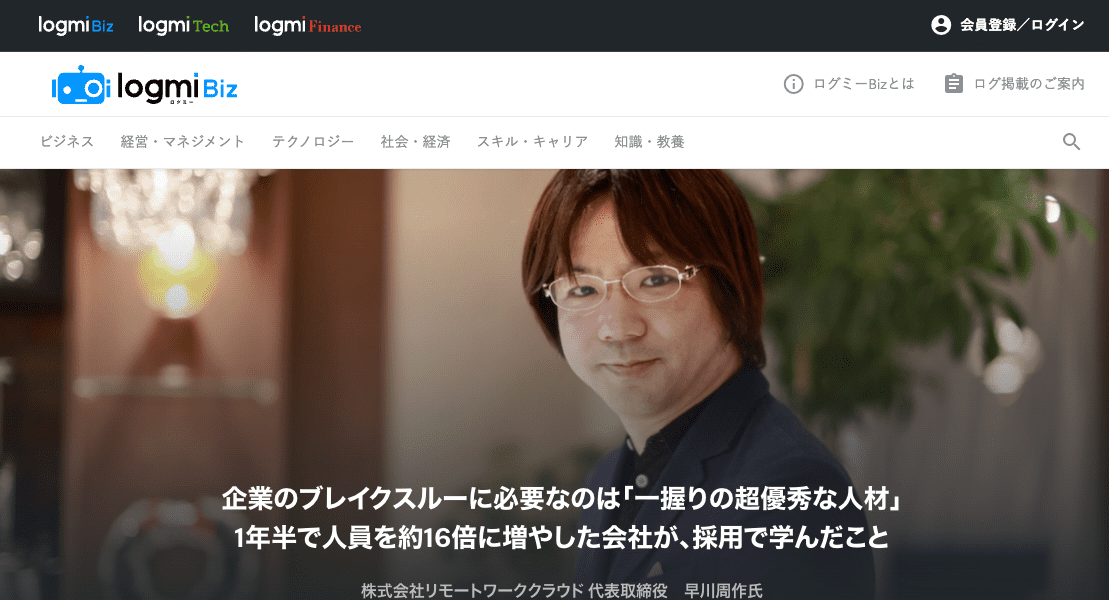 logmi Biz logmi Tech logmi Finance 会員登録／ログイン
logmi Biz ログミーBizとは ログ掲載のご案内
ログミー
ビジネス 経営・マネジメント テクノロジー 社会・経済 スキル・キャリア 知識・教養
企業のブレイクスルーに必要なのは「一握りの超優秀な人材」
1年半で人員を約16倍に増やした会社が、採用で学んだこと
株式会社リモートワーククラウド 代表取締役　早川周作氏